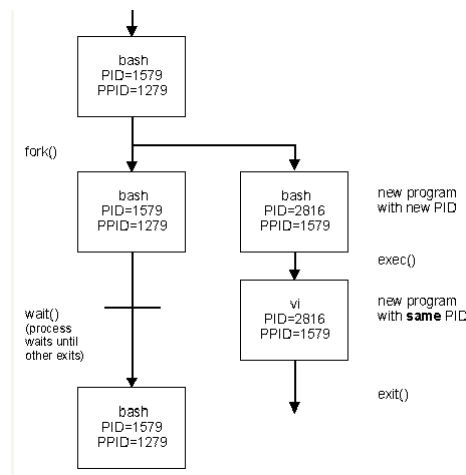 bash
PID=1579
PPID=1279
fork()
bash
PID=1579
PPID=1279
bash
PID=2816
PPID=1579
new program
with new PID
exec()
wait()
(process
waits until
other exits)
vi
PID=2816
PPID=1579
new program
with same PID
exit()
bash
PID=1579
PPID=1279